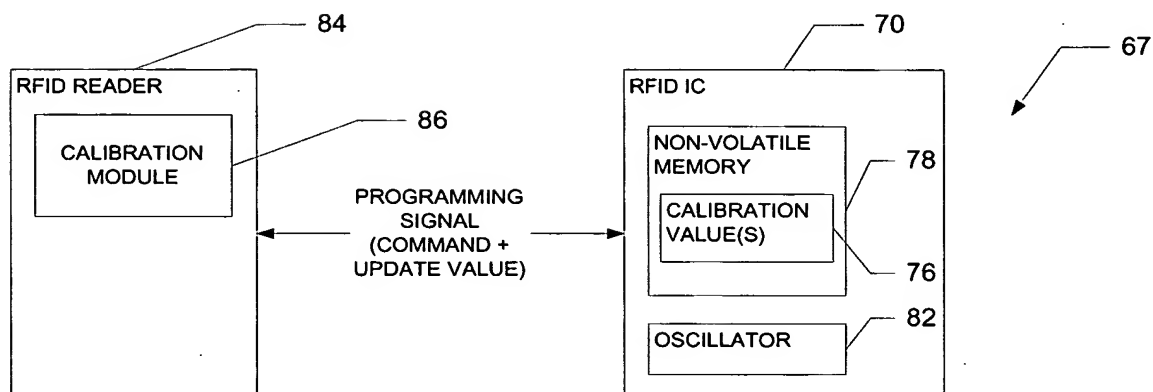 84
70
67
RFID READER
RFID IC
86
CALIBRATION
MODULE
NON-VOLATILE
MEMORY
78
CALIBRATION
VALUE(S)
76
PROGRAMMING
SIGNAL
(COMMAND +
UPDATE VALUE)
82
OSCILLATOR